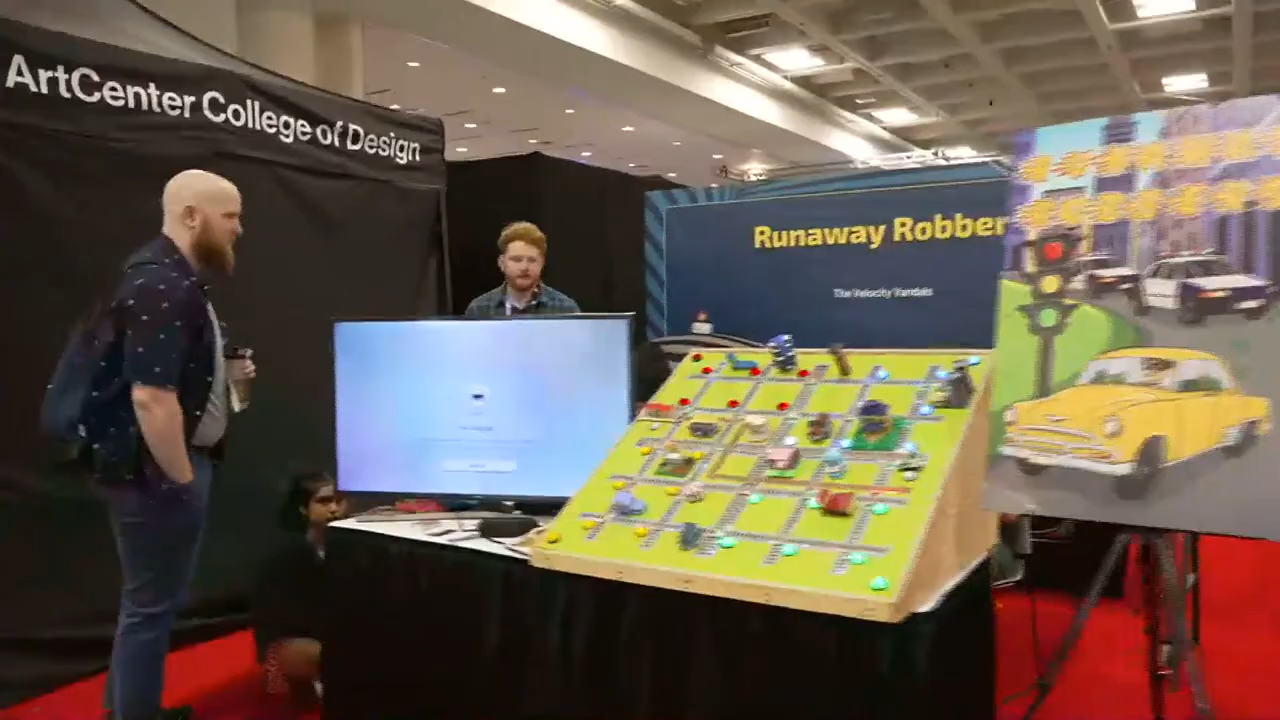 ArtCenter College of Design
Runaway Robber
The Velocity Vandals